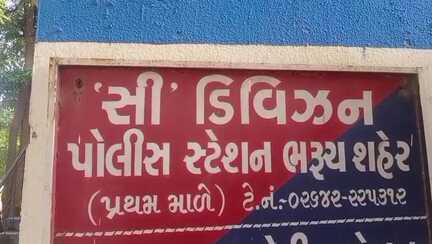 'સી' ડિવિઝન
પોલીસ સ્ટેશન ભરૂચ શહેર
(પ્રથમ માળે) ટે.નં.-૦૨૬૪૨-૨૨૫૩૧૨